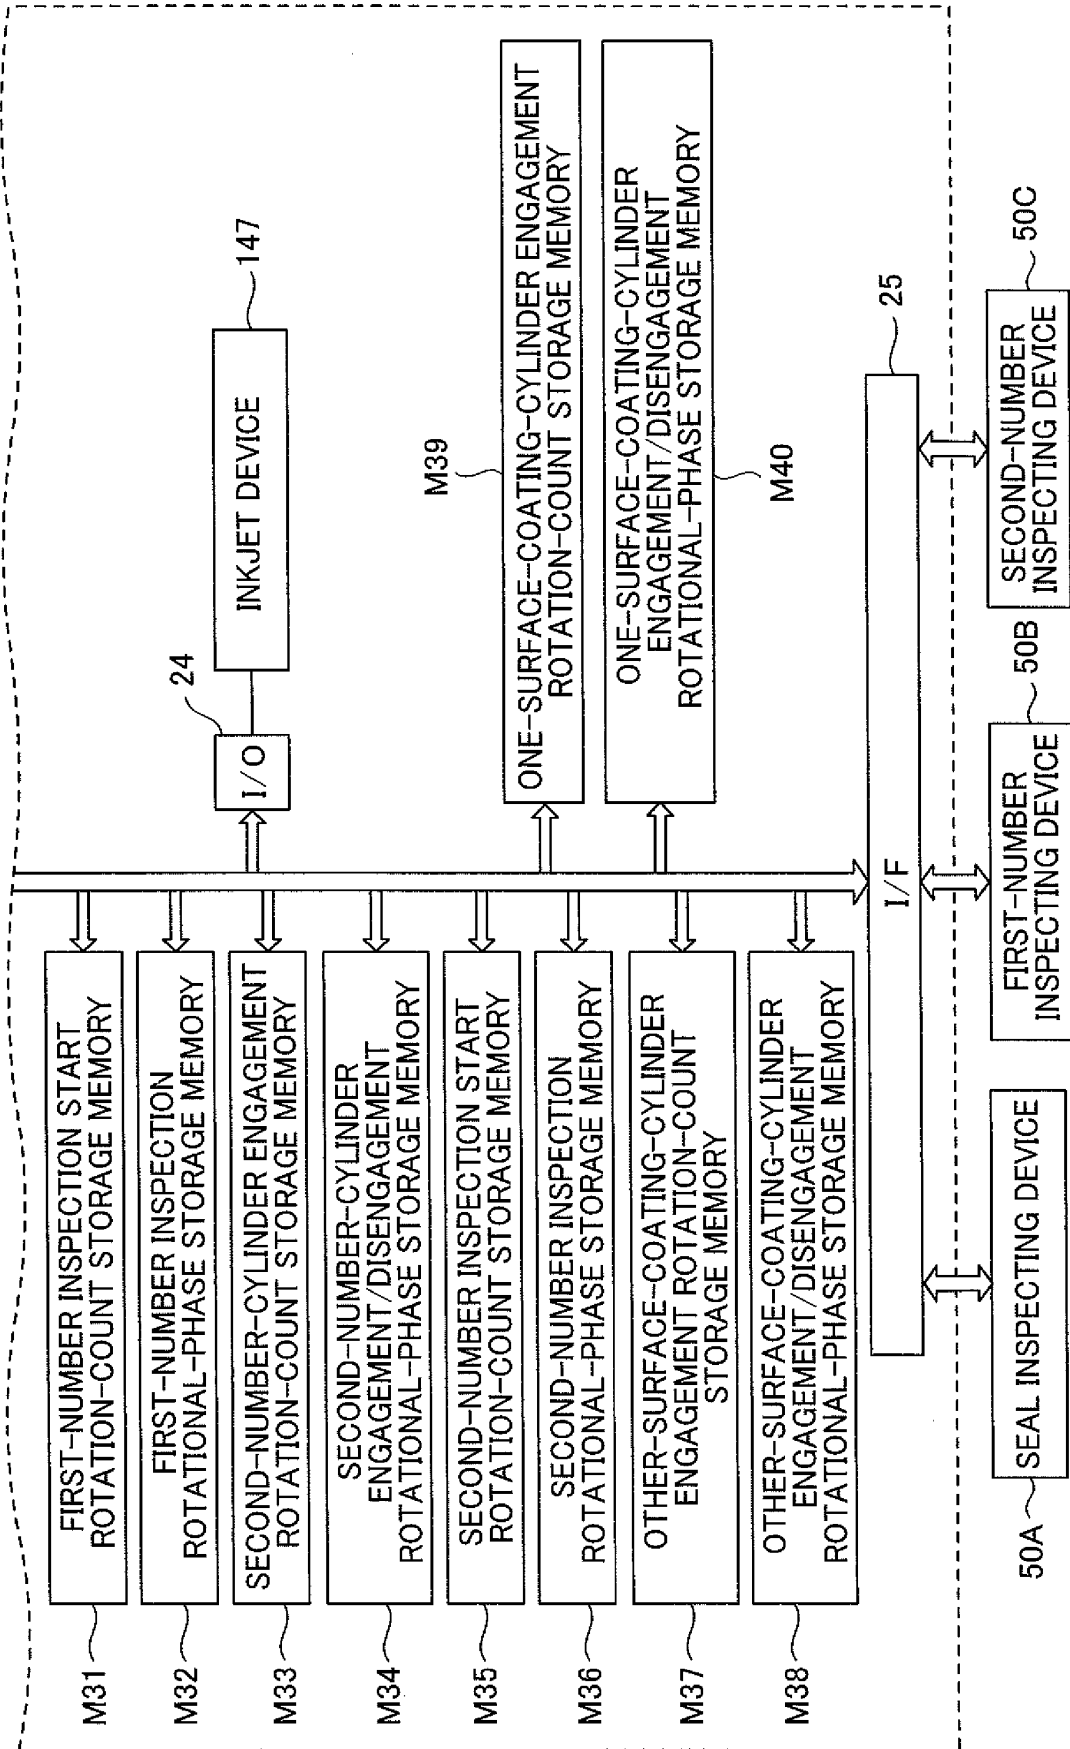 M31
FIRST-NUMBER INSPECTION START
ROTATION-COUNT STORAGE MEMORY
M32
FIRST-NUMBER INSPECTION
ROTATIONAL-PHASE STORAGE MEMORY
M33
SECOND-NUMBER-CYLINDER ENGAGEMENT
ROTATION-COUNT STORAGE MEMORY
M34
SECOND-NUMBER-CYLINDER
ENGAGEMENT/DISENGAGEMENT
ROTATIONAL-PHASE STORAGE MEMORY
M35
SECOND-NUMBER INSPECTION START
ROTATION-COUNT STORAGE MEMORY
M36
SECOND-NUMBER INSPECTION
ROTATIONAL-PHASE STORAGE MEMORY
M37
OTHER-SURFACE-COATING-CYLINDER
ENGAGEMENT ROTATION-COUNT
STORAGE MEMORY
M38
OTHER-SURFACE-COATING-CYLINDER
ENGAGEMENT/DISENGAGEMENT
ROTATIONAL-PHASE STORAGE MEMORY
24
I/O
INKJET DEVICE
147
M39
ONE-SURFACE-COATING-CYLINDER ENGAGEMENT
ROTATION-COUNT STORAGE MEMORY
ONE-SURFACE-COATING-CYLINDER
ENGAGEMENT/DISENGAGEMENT
ROTATIONAL-PHASE STORAGE MEMORY
M40
I/F
25
50A
SEAL INSPECTING DEVICE
FIRST-NUMBER
INSPECTING DEVICE
50B
SECOND-NUMBER
INSPECTING DEVICE
50C